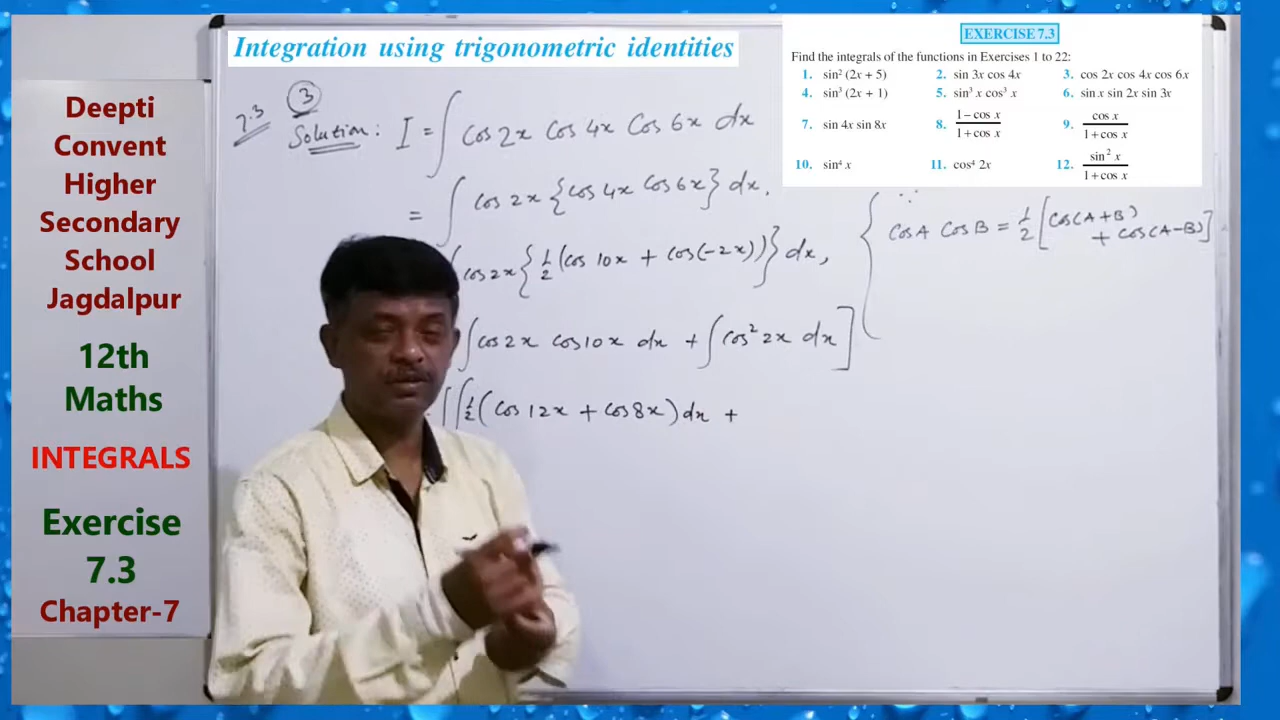 Integration using trigonometric identities
EXERCISE 7.3
Find the integrals of the functions in Exercises 1 to 22:
1. sin² (2x + 5) 2. sin 3x cos 4x 3. cos 2x cos 4x cos 6x
4. sin³ (2x + 1) 5. sin³ x cos³ x 6. sin x sin 2x sin 3x
7. sin 4x sin 8x 8. (1 – cos x)/(1 + cos x) 9. cos x/(1 + cos x)
10. sin⁴ x 11. cos⁴ 2x 12. sin² x/(1 + cos x)
Deepti
Convent
Higher
Secondary
School
Jagdalpur
12th
Maths
INTEGRALS
Exercise
7.3
Chapter-7
7.3 3
Solution: I = ∫ Cos 2x Cos 4x Cos 6x dx
= ∫ Cos 2x {Cos 4x Cos 6x} dx,
∫ Cos 2x {1/2 (Cos 10x + Cos(-2x))} dx,
{ ∵
Cos A Cos B = 1/2 [Cos(A+B)
+ Cos(A-B)]
∫ Cos 2x Cos 10x dx + ∫ Cos² 2x dx]
[∫ 1/2 (Cos 12x + Cos 8x) dx +